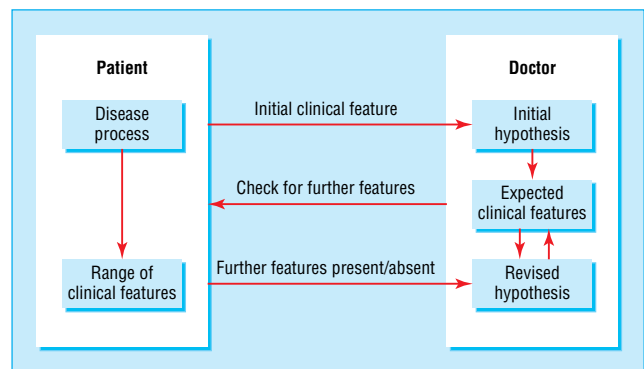 Patient
Doctor
Disease
process
Initial clinical feature
Initial
hypothesis
Check for further features
Expected
clinical features
Range of
clinical features
Further features present/absent
Revised
hypothesis